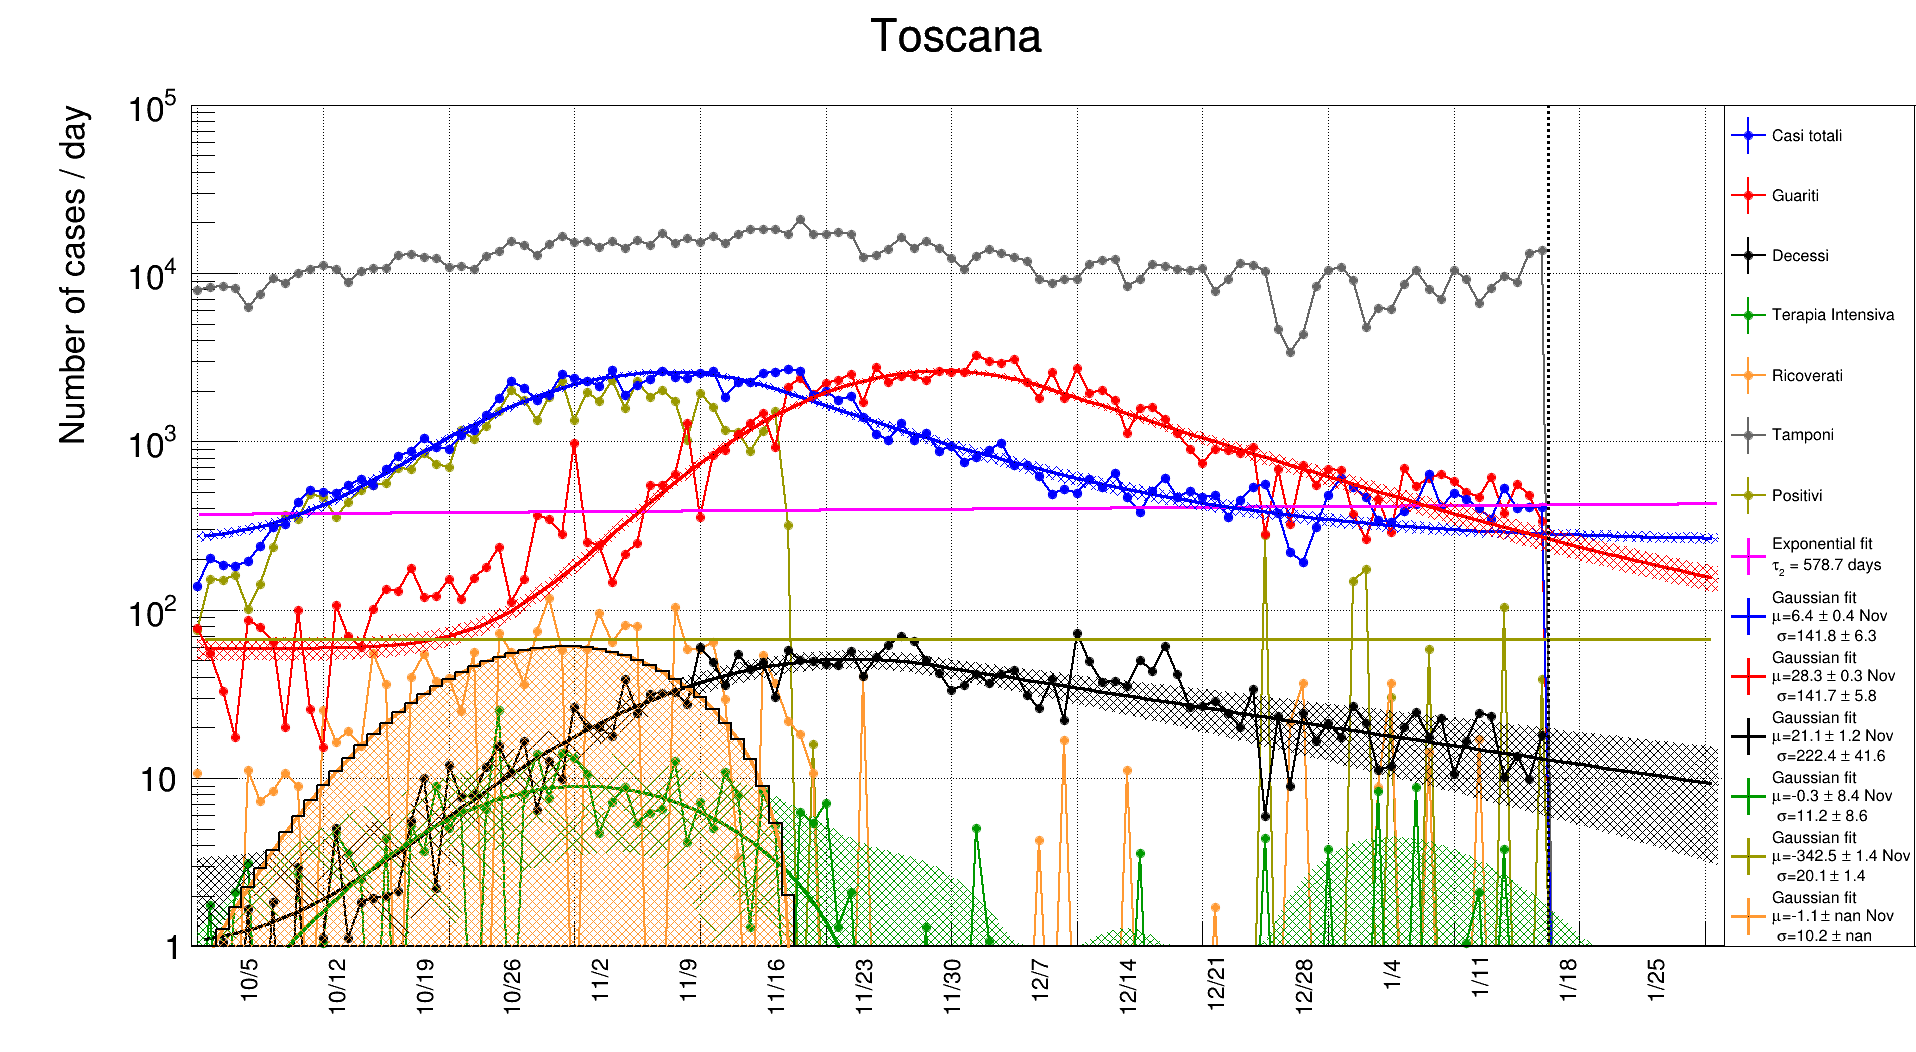 Toscana
Number of cases / day
10^5
10^4
10^3
10^2
10
1
10/5
10/12
10/19
10/26
11/2
11/9
11/16
11/23
11/30
12/7
12/14
12/21
12/28
1/4
1/11
1/18
1/25
Casi totali
Guariti
Decessi
Terapia Intensiva
Ricoverati
Tamponi
Positivi
Exponential fit
τ₂ = 578.7 days
Gaussian fit
μ=6.4 ± 0.4 Nov
σ=141.8 ± 6.3
Gaussian fit
μ=28.3 ± 0.3 Nov
σ=141.7 ± 5.8
Gaussian fit
μ=21.1 ± 1.2 Nov
σ=222.4 ± 41.6
Gaussian fit
μ=-0.3 ± 8.4 Nov
σ=11.2 ± 8.6
Gaussian fit
μ=-342.5 ± 1.4 Nov
σ=20.1 ± 1.4
Gaussian fit
μ=-1.1 ± nan Nov
σ=10.2 ± nan